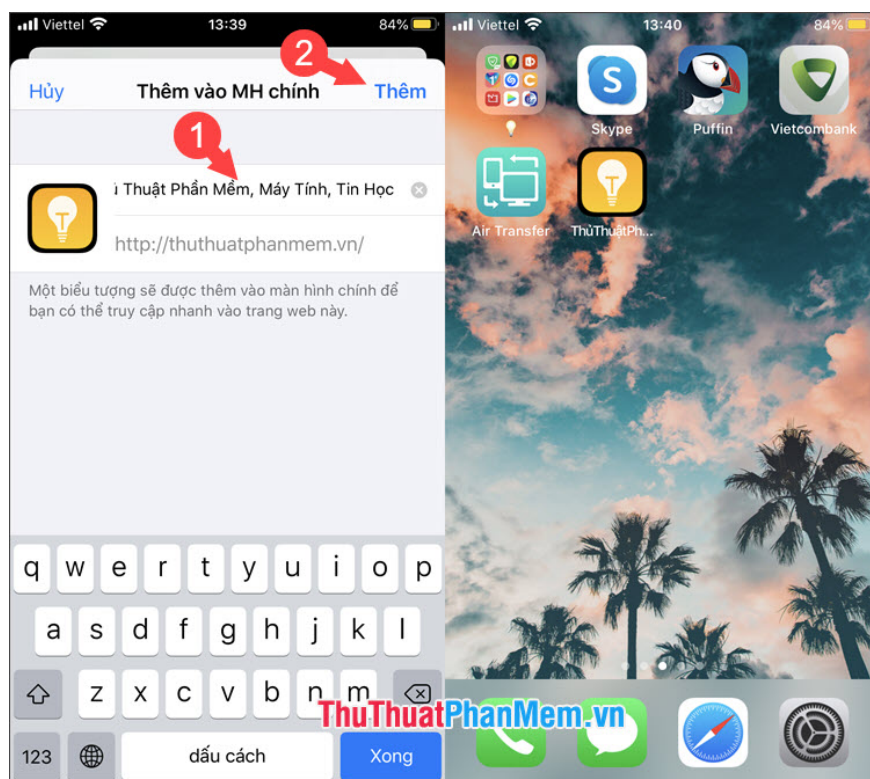 Viettel 13:39 84%
2
Hủy Thêm vào MH chính Thêm
1
ủ Thuật Phần Mềm, Máy Tính, Tin Học
http://thuthuatphanmem.vn/
Một biểu tượng sẽ được thêm vào màn hình chính để
bạn có thể truy cập nhanh vào trang web này.
q w e r t y u i o p
a s d f g h j k l
z x c v b n m
123 dấu cách Xong
Viettel 13:40 84%
S
Skype Puffin Vietcombank
T
Air Transfer ThủThuậtPh...
ThuThuatPhanMem.vn